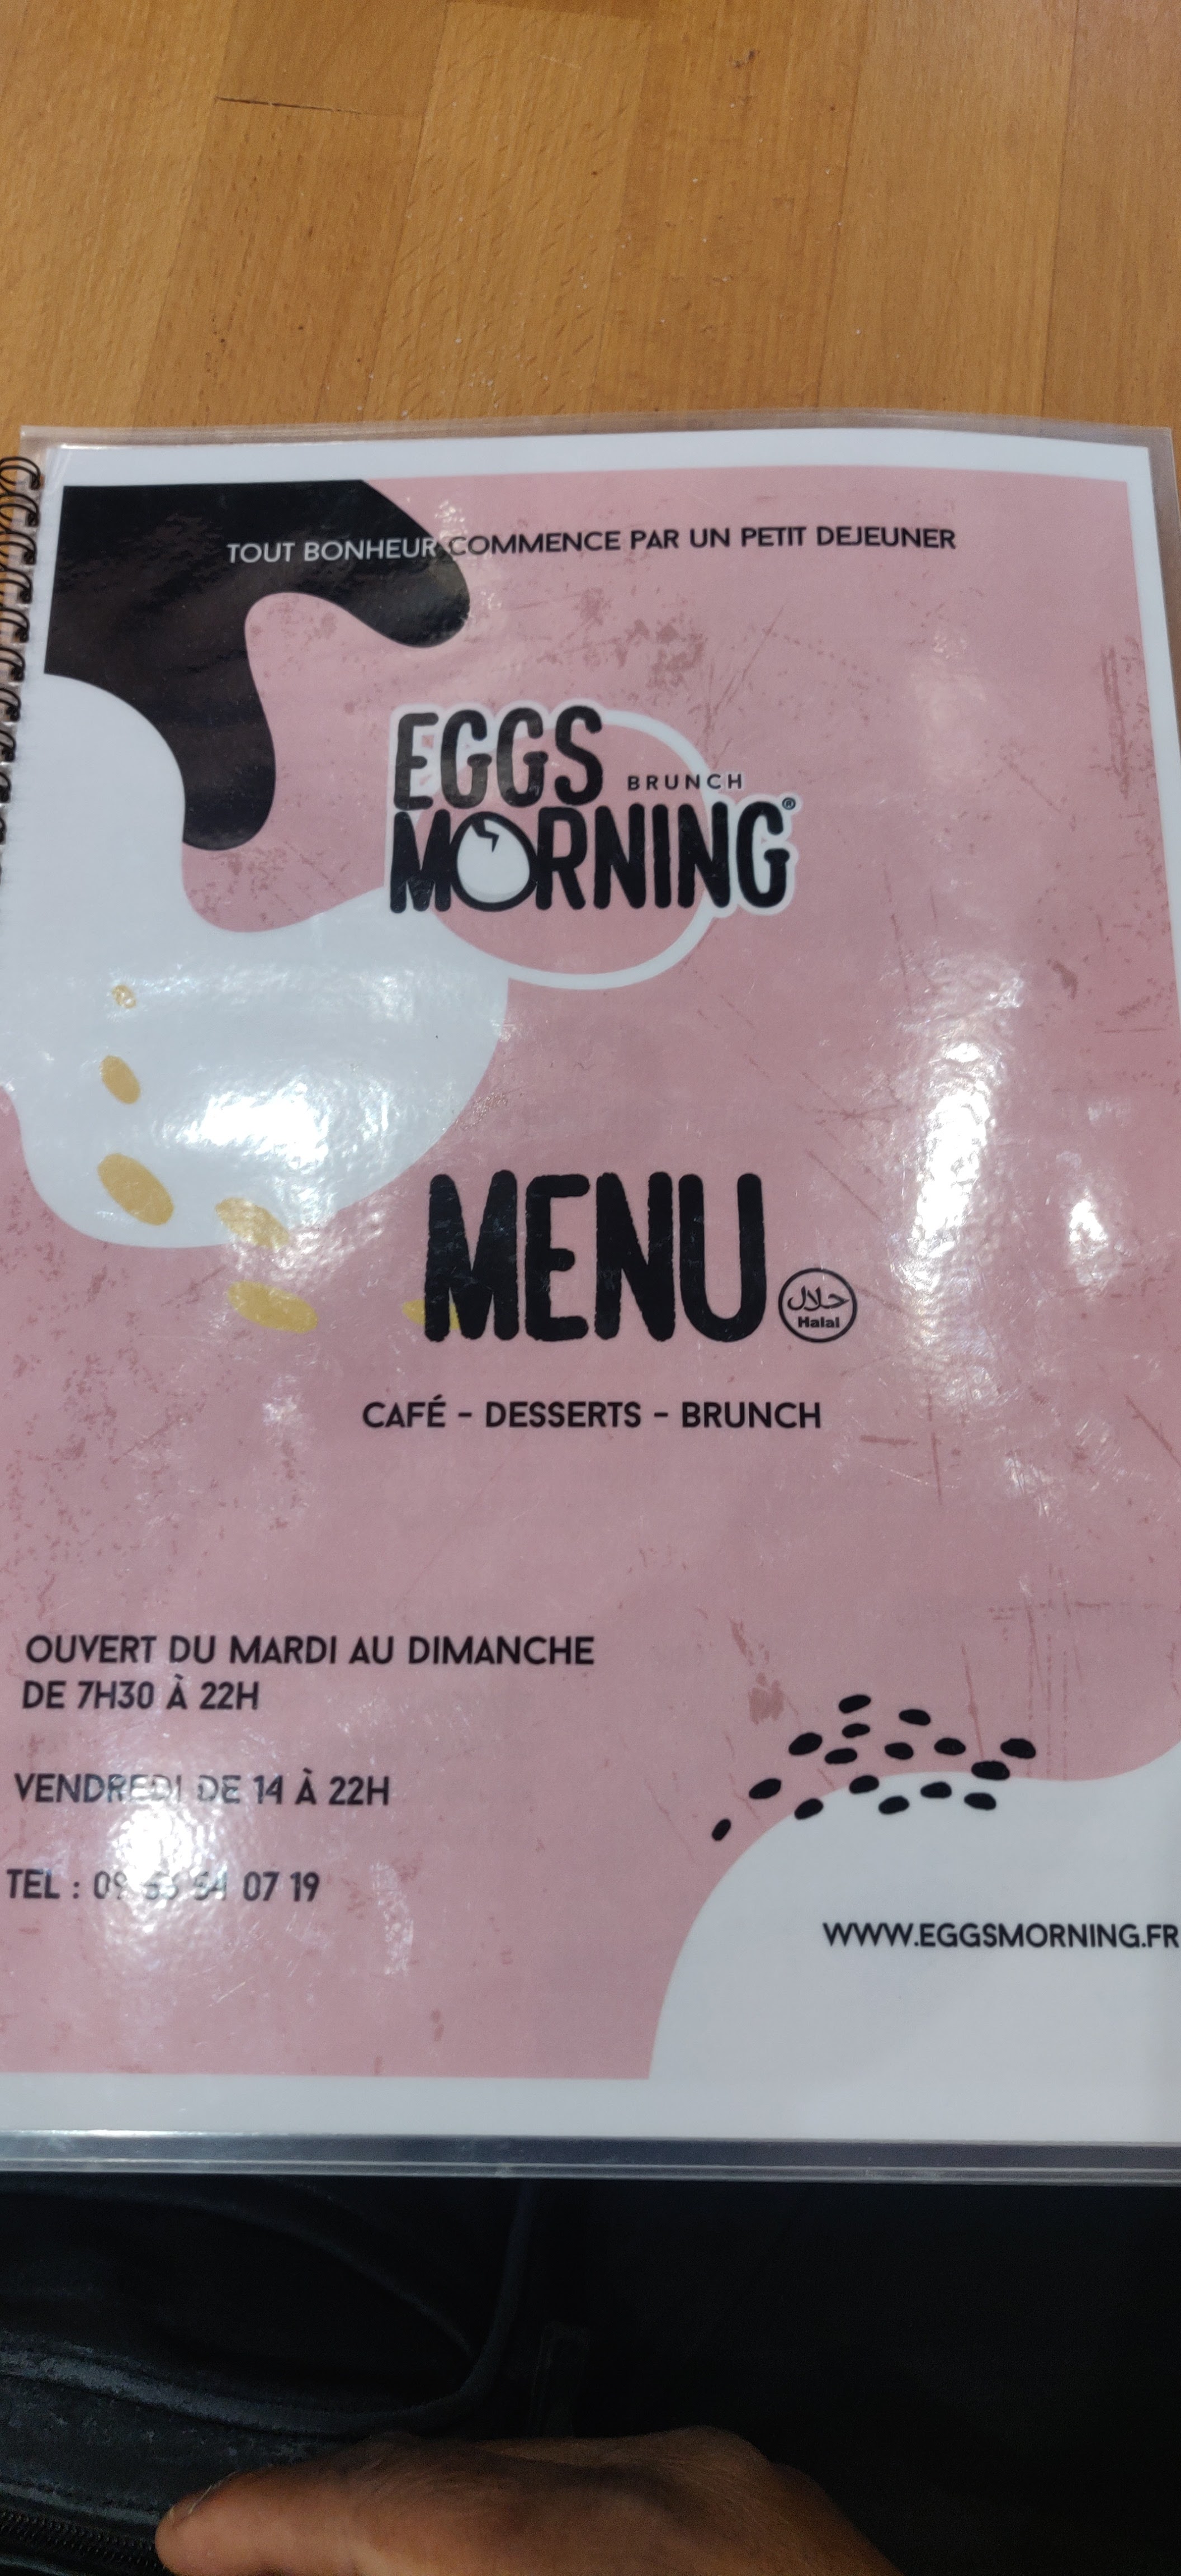 TOUT BONHEUR COMMENCE PAR UN PETIT DEJEUNER
EGGS
BRUNCH
MORNING®
MENU
حلال
Halal
CAFÉ - DESSERTS - BRUNCH
OUVERT DU MARDI AU DIMANCHE
DE 7H30 À 22H
VENDREDI DE 14 À 22H
TEL : 07 19
WWW.EGGSMORNING.FR